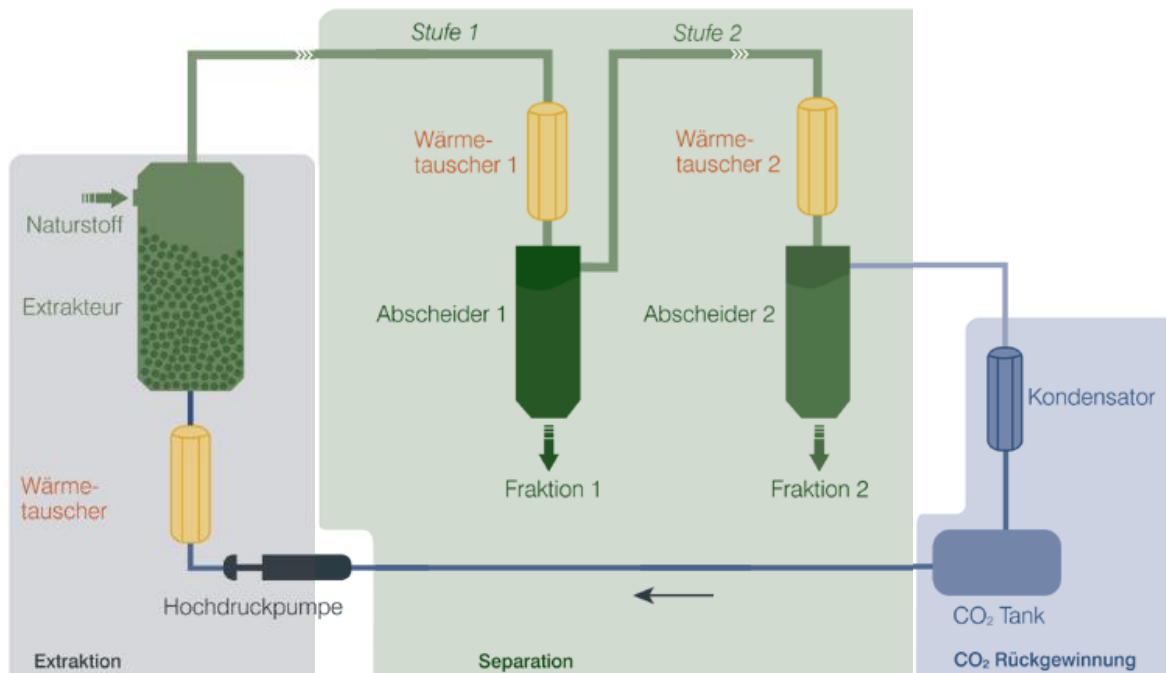 Stufe 1
Stufe 2
Wärme-
tauscher 1
Wärme-
tauscher 2
Naturstoff
Extrakteur
Abscheider 1
Abscheider 2
Kondensator
Wärme-
tauscher
Fraktion 1
Fraktion 2
Hochdruckpumpe
CO₂ Tank
Extraktion
Separation
CO₂ Rückgewinnung